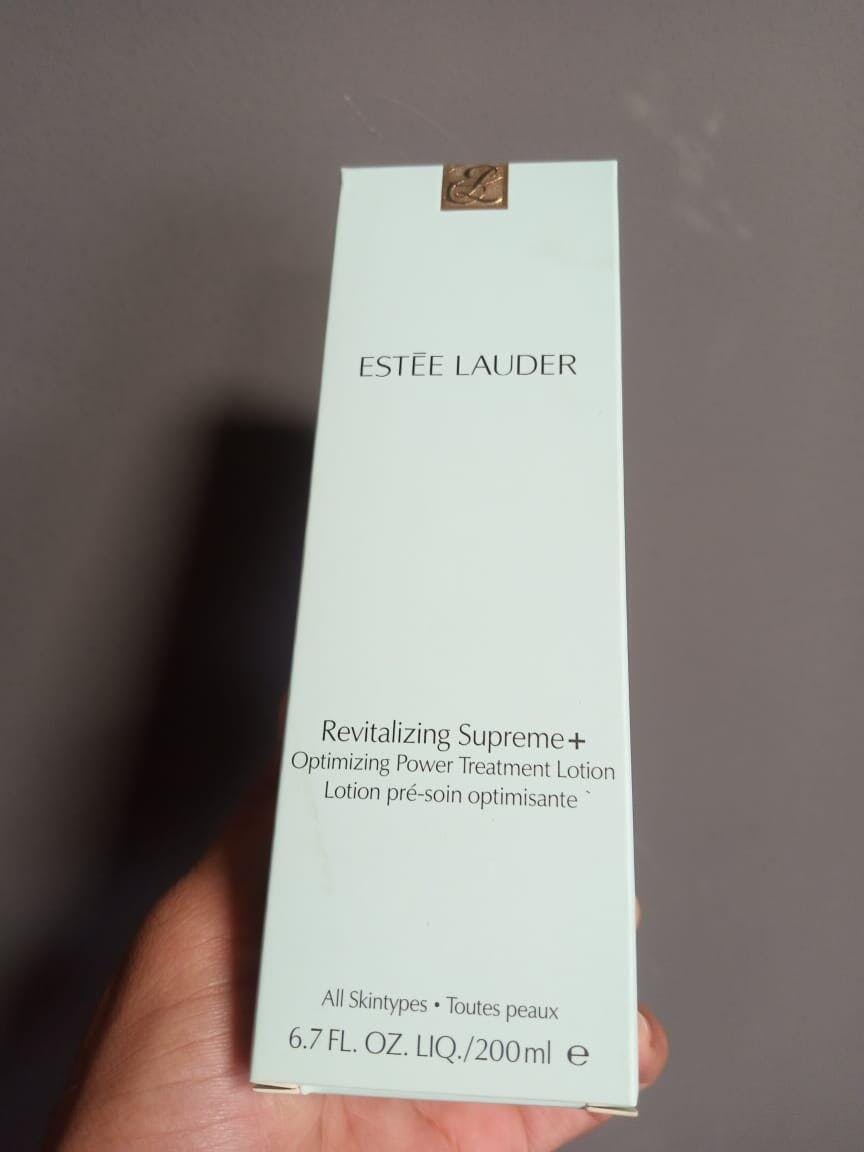 ESTĒE LAUDER
Revitalizing Supreme+
Optimizing Power Treatment Lotion
Lotion pré-soin optimisante
All Skintypes • Toutes peaux
6.7 FL. OZ. LIQ./200ml ℮